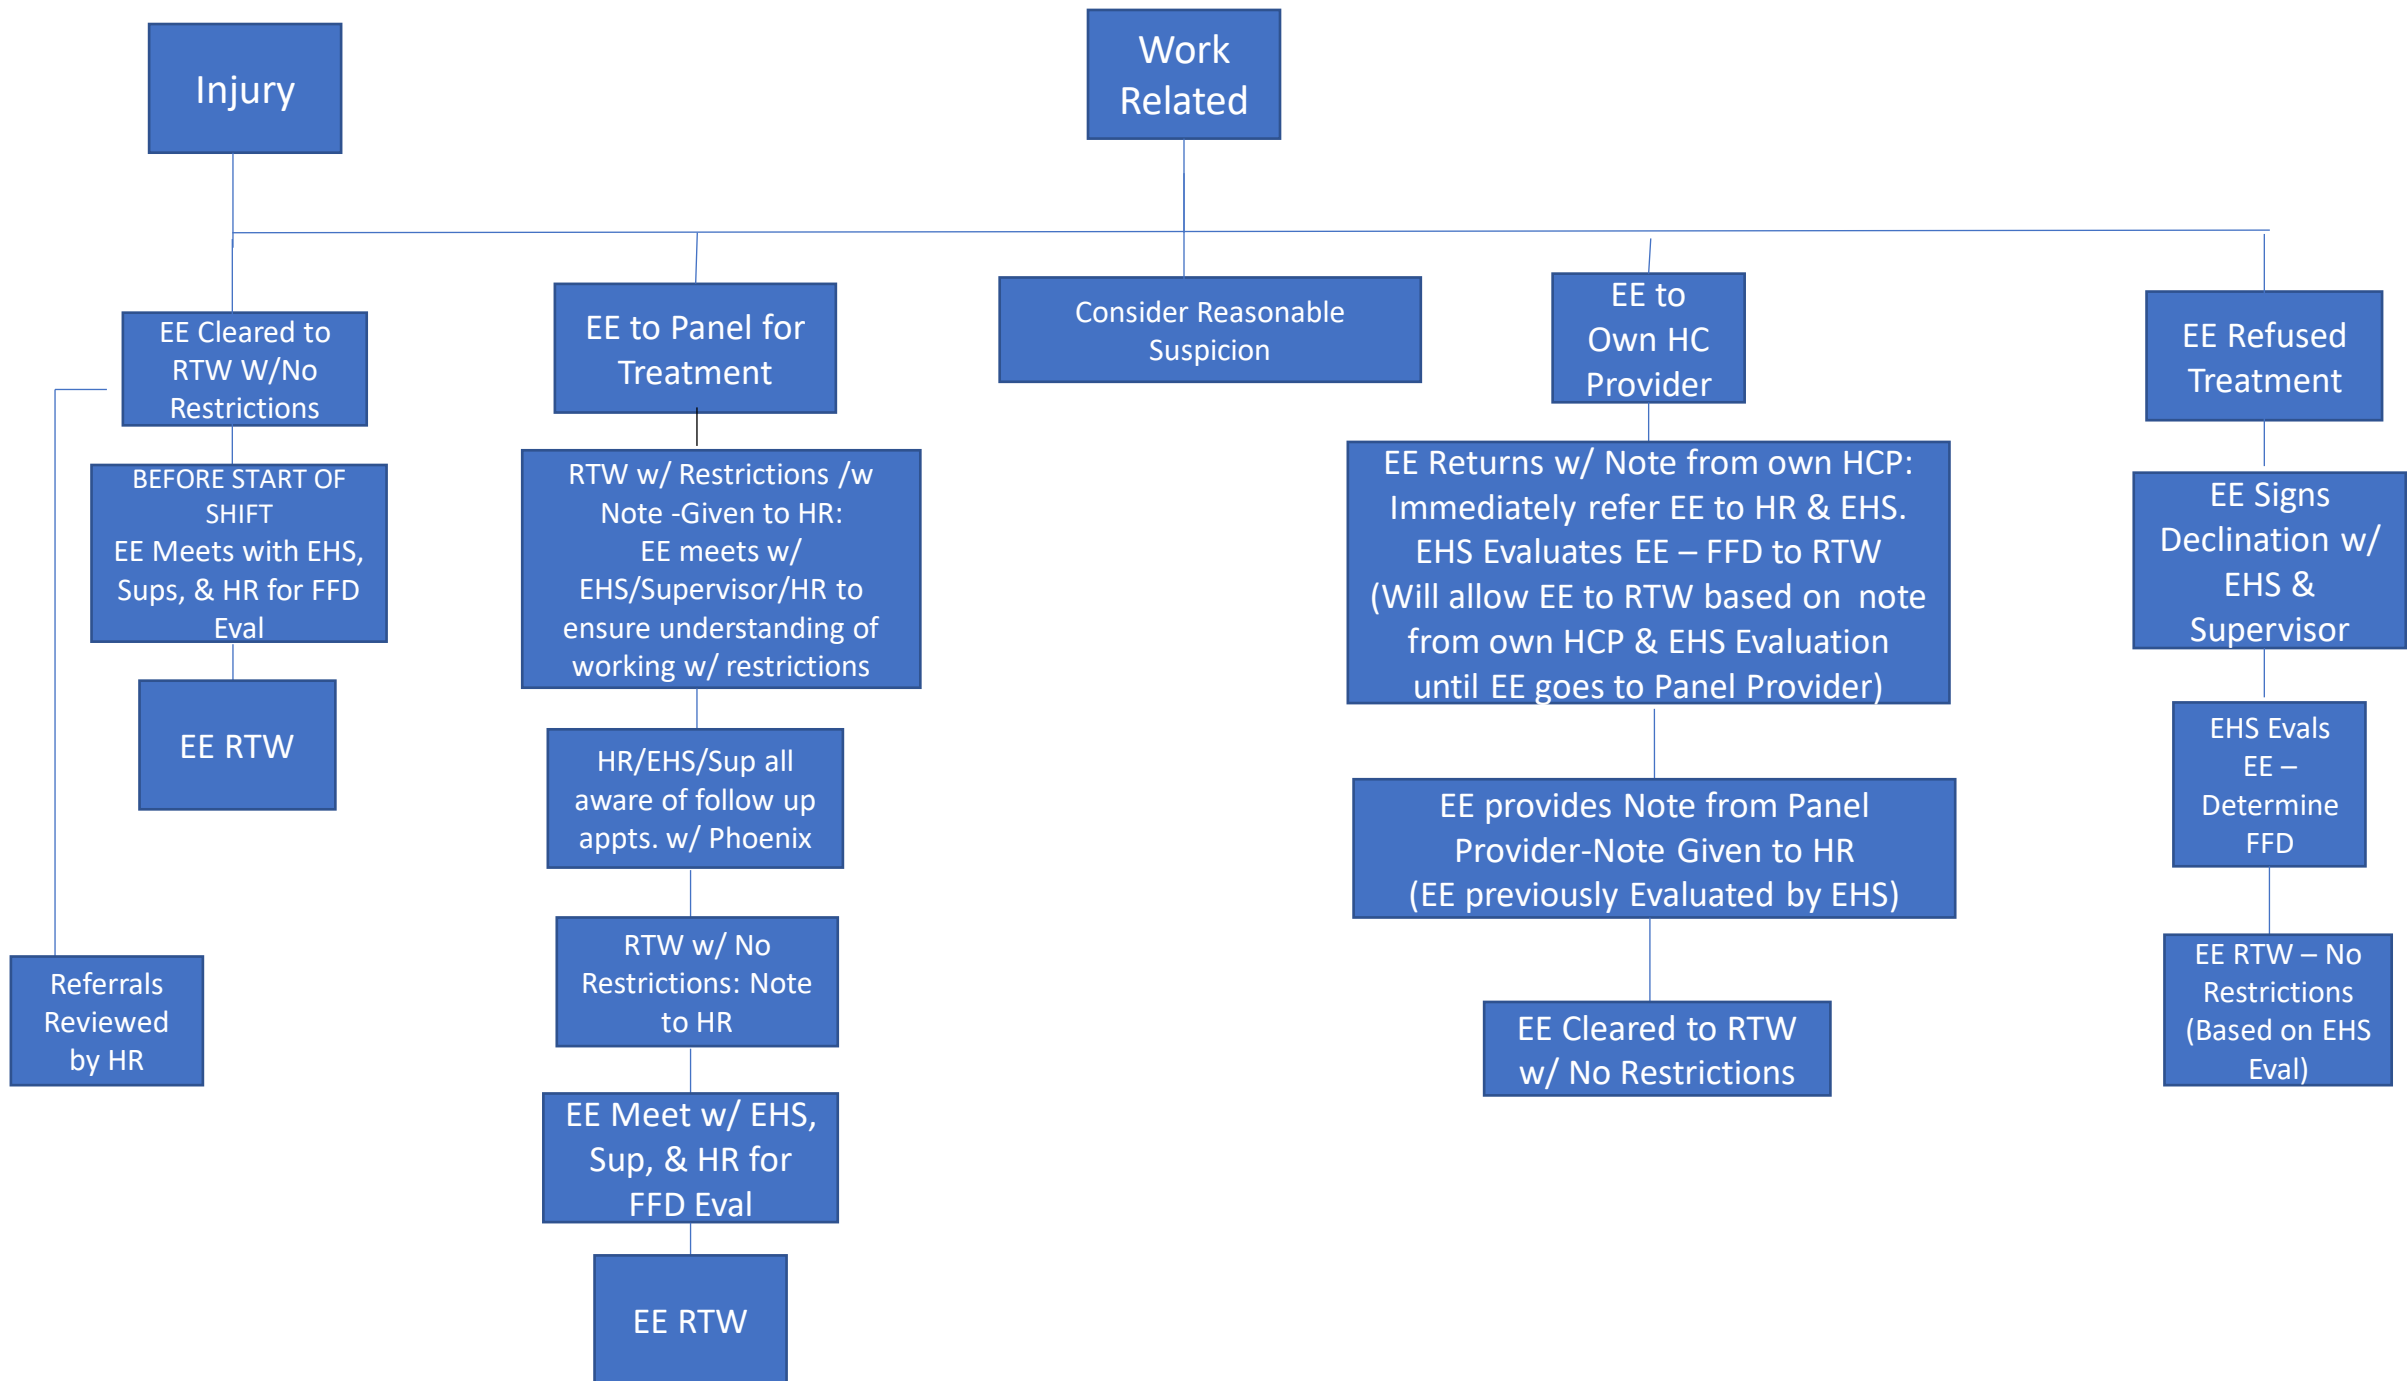 Injury
Work
Related
EE Cleared to
RTW W/No
Restrictions
BEFORE START OF
SHIFT
EE Meets with EHS,
Sups, & HR for FFD
Eval
EE RTW
Referrals
Reviewed
by HR
EE to Panel for
Treatment
RTW w/ Restrictions /w
Note -Given to HR:
EE meets w/
EHS/Supervisor/HR to
ensure understanding of
working w/ restrictions
HR/EHS/Sup all
aware of follow up
appts. w/ Phoenix
RTW w/ No
Restrictions: Note
to HR
EE Meet w/ EHS,
Sup, & HR for
FFD Eval
EE RTW
Consider Reasonable
Suspicion
EE to
Own HC
Provider
EE Returns w/ Note from own HCP:
Immediately refer EE to HR & EHS.
EHS Evaluates EE – FFD to RTW
(Will allow EE to RTW based on note
from own HCP & EHS Evaluation
until EE goes to Panel Provider)
EE provides Note from Panel
Provider-Note Given to HR
(EE previously Evaluated by EHS)
EE Cleared to RTW
w/ No Restrictions
EE Refused
Treatment
EE Signs
Declination w/
EHS &
Supervisor
EHS Evals
EE –
Determine
FFD
EE RTW – No
Restrictions
(Based on EHS
Eval)